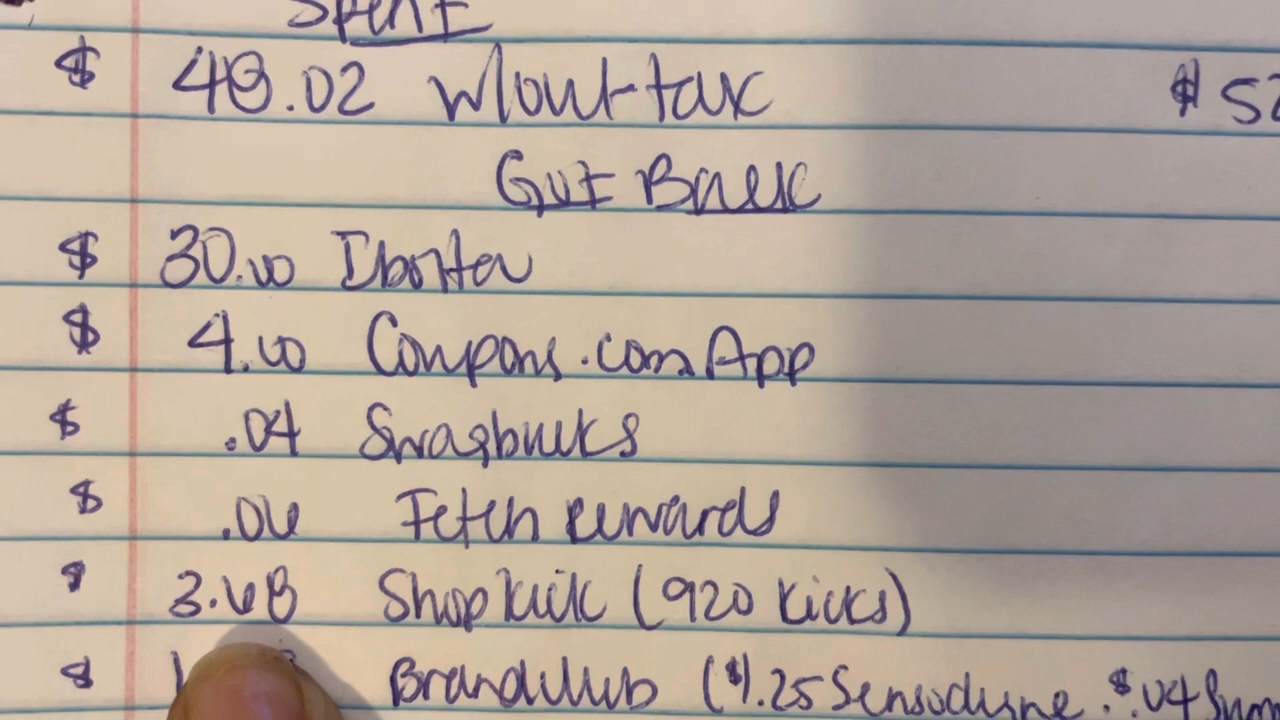 Spent
$ 48.02 w/out tax $ 52
Got Back
$ 30.00 Ibotta
$ 4.00 Coupons.com App
$ .04 Swagbucks
$ .06 Fetch rewards
$ 3.68 Shopkick (920 kicks)
$ Brandclub ($1.25 Sensodyne. $.04